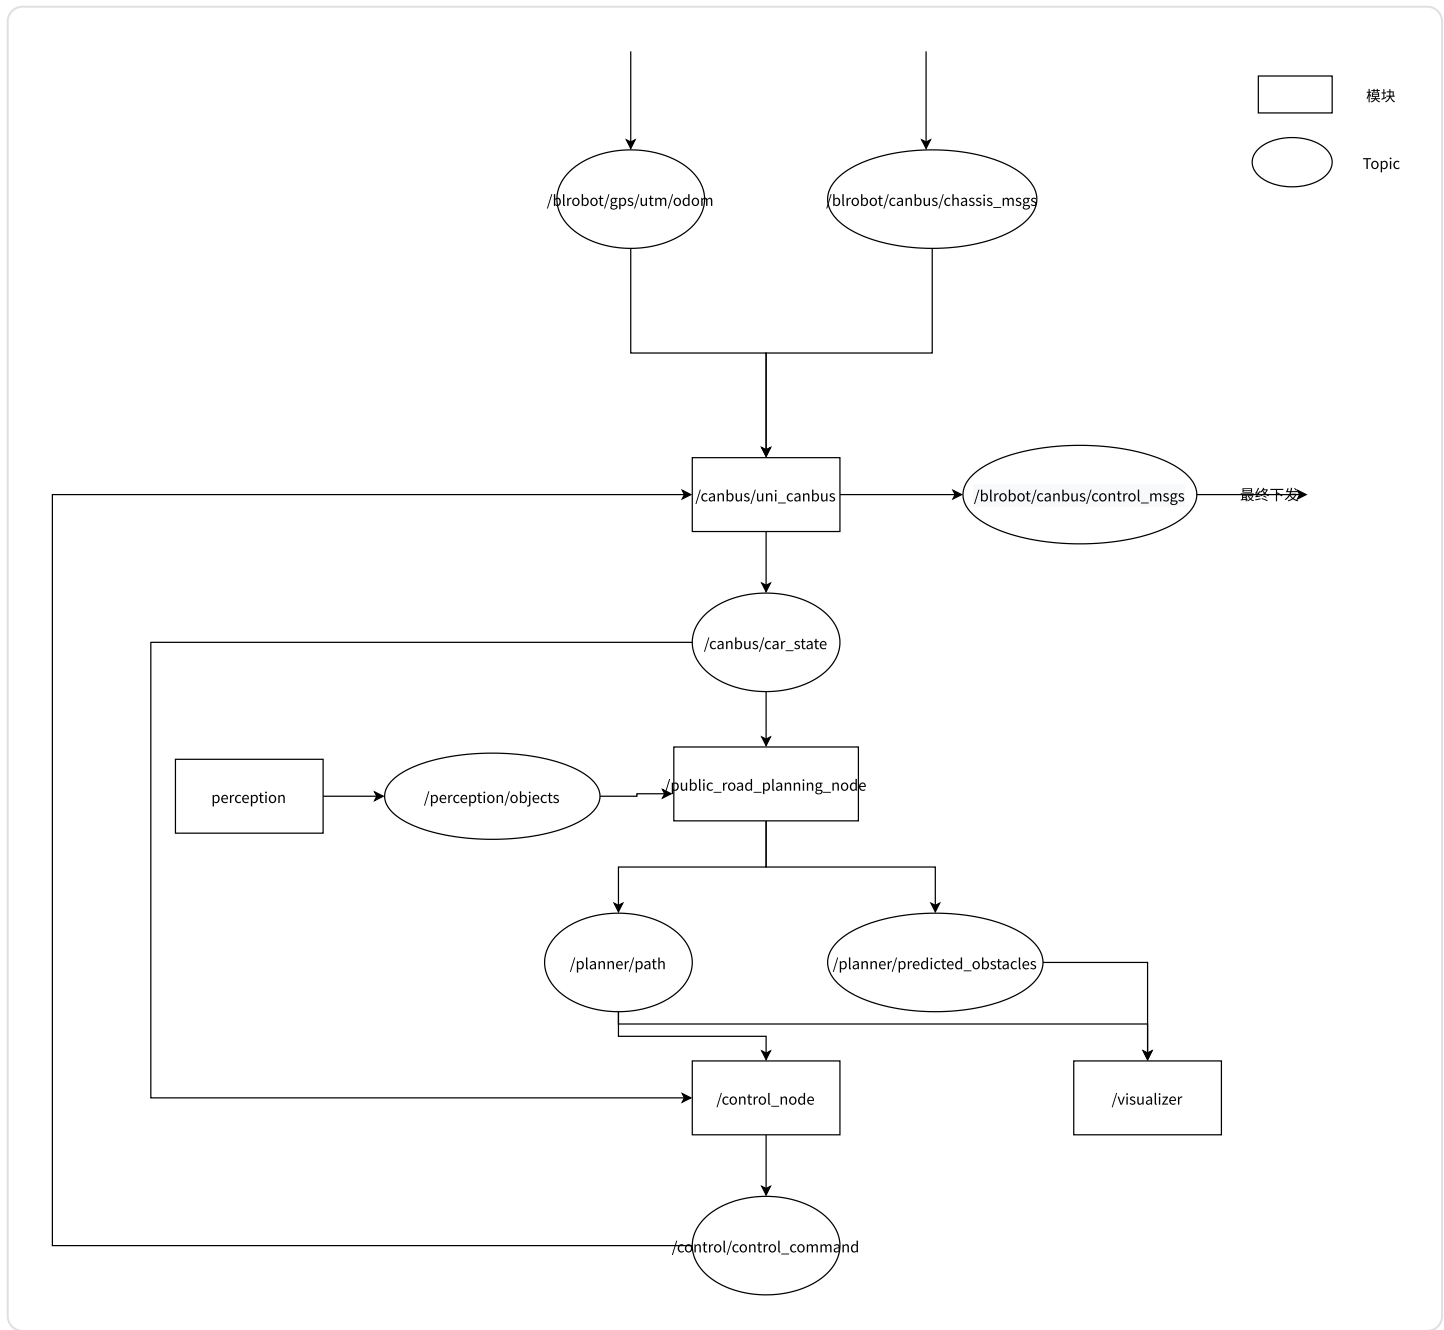 模块
Topic
/blrobot/gps/utm/odom
/blrobot/canbus/chassis_msgs
/canbus/uni_canbus
/blrobot/canbus/control_msgs
最终下发
/canbus/car_state
perception
/perception/objects
/public_road_planning_node
/planner/path
/planner/predicted_obstacles
/control_node
/visualizer
/control/control_command